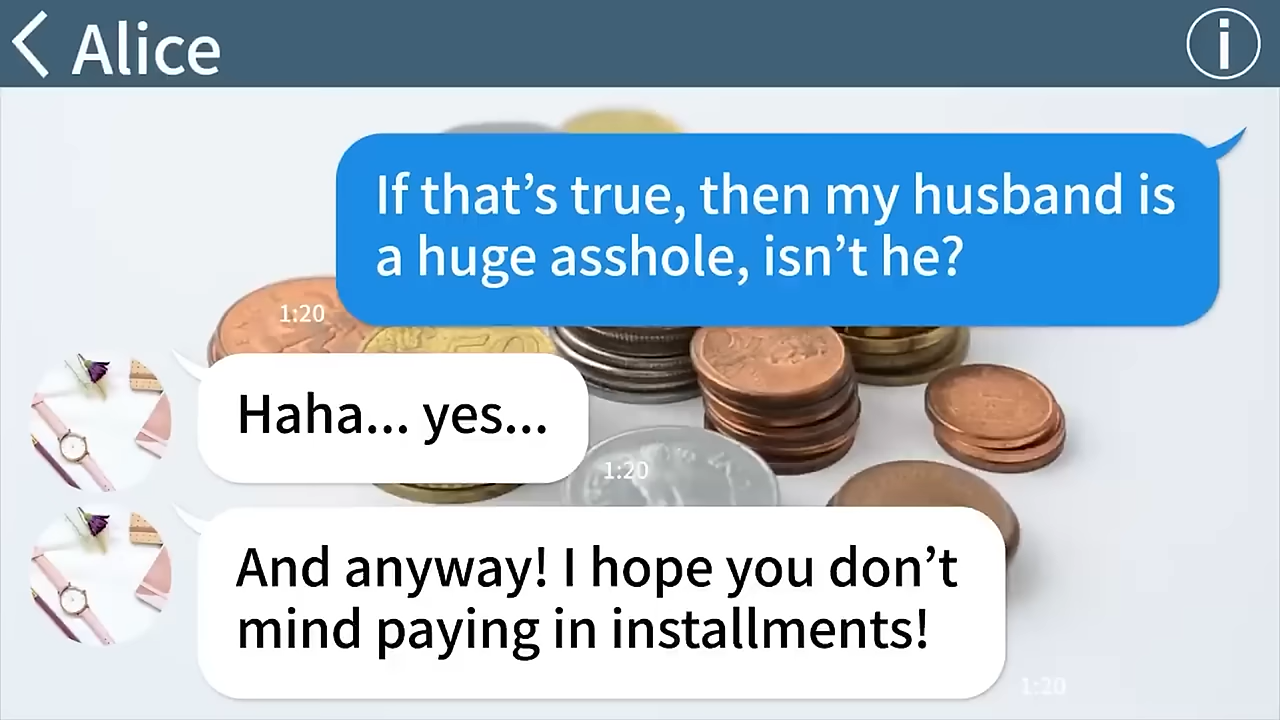 Alice
If that’s true, then my husband is
a huge asshole, isn’t he?
1:20
Haha... yes...
1:20
And anyway! I hope you don’t
mind paying in installments!
1:20